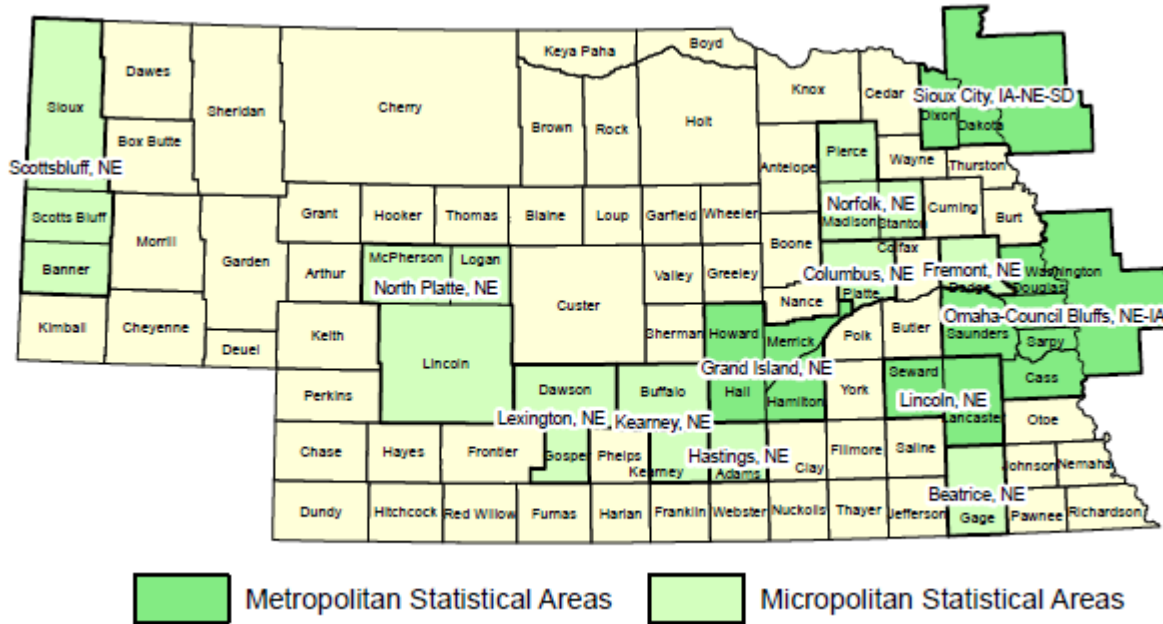 Keya Paha
Boyd
Dawes
Sioux
Sheridan
Cherry
Brown
Rock
Holt
Knox
Cedar
Sioux City, IA-NE-SD
Dixon
Dakota
Box Butte
Scottsbluff, NE
Antelope
Pierce
Wayne
Thurston
Scotts Bluff
Morrill
Garden
Grant
Hooker
Thomas
Blaine
Loup
Garfield
Wheeler
Boone
Norfolk, NE
Madison
Stanton
Cuming
Burt
Banner
Arthur
McPherson
Logan
North Platte, NE
Custer
Valley
Greeley
Nance
Columbus, NE
Platte
Colfax
Fremont, NE
Dodge
Washington
Douglas
Kimball
Cheyenne
Deuel
Keith
Lincoln
Sherman
Howard
Merrick
Polk
Butler
Saunders
Omaha-Council Bluffs, NE-IA
Sarpy
Perkins
Dawson
Buffalo
Grand Island, NE
Hall
Hamilton
York
Seward
Lincoln, NE
Lancaster
Cass
Otoe
Lexington, NE
Kearney, NE
Chase
Hayes
Frontier
Gosper
Phelps
Kearney
Hastings, NE
Adams
Clay
Fillmore
Saline
Johnson
Nemaha
Beatrice, NE
Gage
Dundy
Hitchcock
Red Willow
Furnas
Harlan
Franklin
Webster
Nuckolls
Thayer
Jefferson
Pawnee
Richardson
Metropolitan Statistical Areas
Micropolitan Statistical Areas